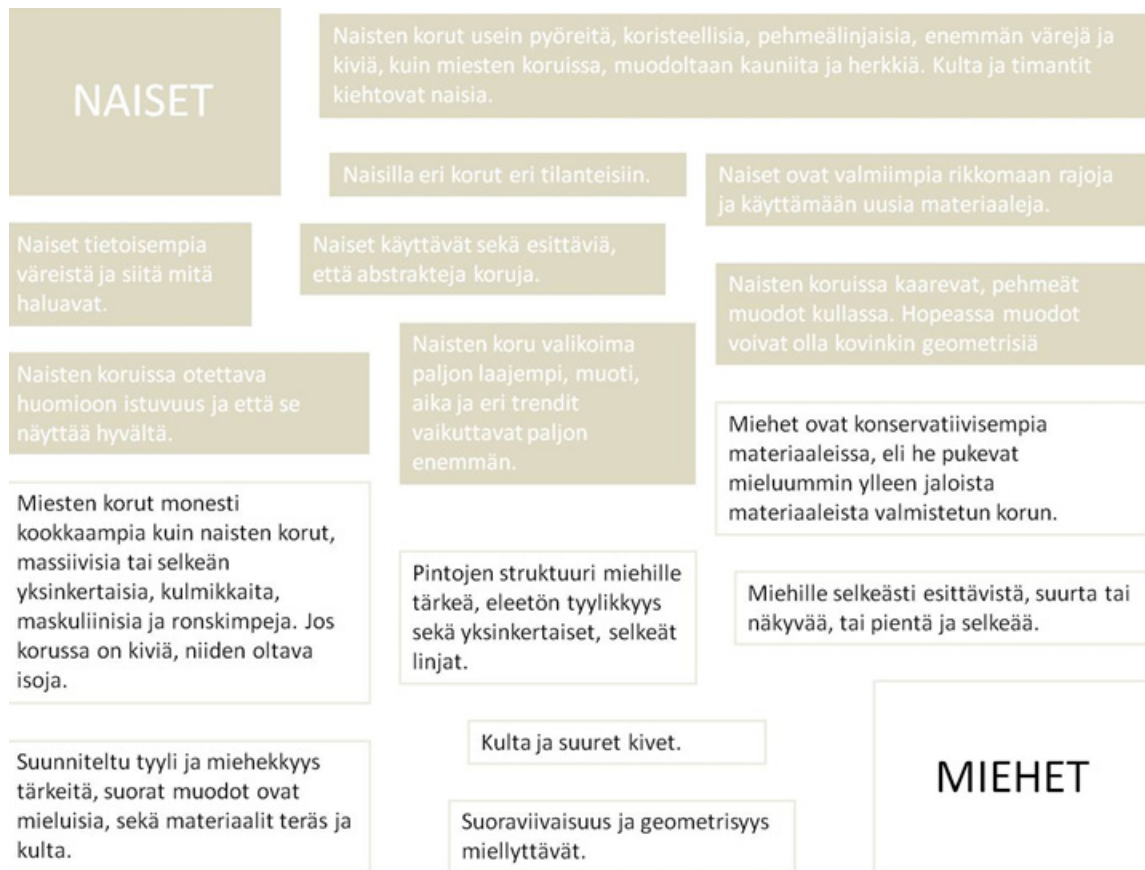 NAISET
Naisten korut usein pyöreitä, koristeellisia, pehmeälinjaisia, enemmän värejä ja
kiviä, kuin miesten koruissa, muodoltaan kauniita ja herkkiä. Kulta ja timantit
kiehtovat naisia.
Naisilla eri korut eri tilanteisiin.
Naiset ovat valmiimpia rikkomaan rajoja
ja käyttämään uusia materiaaleja.
Naiset tietoisempia
väreistä ja siitä mitä
haluavat.
Naiset käyttävät sekä esittäviä,
että abstrakteja koruja.
Naisten koruissa kaarevat, pehmeät
muodot kullassa. Hopeassa muodot
voivat olla kovinkin geometrisiä
Naisten koruissa otettava
huomioon istuvuus ja että se
näyttää hyvältä.
Naisten koru valikoima
paljon laajempi, muoti,
aika ja eri trendit
vaikuttavat paljon
enemmän.
Miehet ovat konservatiivisempia
materiaaleissa, eli he pukevat
mieluummin ylleen jaloista
materiaaleista valmistetun korun.
Miesten korut monesti
kookkaampia kuin naisten korut,
massiivisia tai selkeän
yksinkertaisia, kulmikkaita,
maskuliinisia ja ronskimpeja. Jos
korussa on kiviä, niiden oltava
isoja.
Pintojen struktuuri miehille
tärkeä, eleetön tyylikkyys
sekä yksinkertaiset, selkeät
linjat.
Miehille selkeästi esittävistä, suurta tai
näkyvää, tai pientä ja selkeää.
Kulta ja suuret kivet.
Suunniteltu tyyli ja miehekkyys
tärkeitä, suorat muodot ovat
mieluisia, sekä materiaalit teräs ja
kulta.
Suoraviivaisuus ja geometrisyys
miellyttävät.
MIEHET